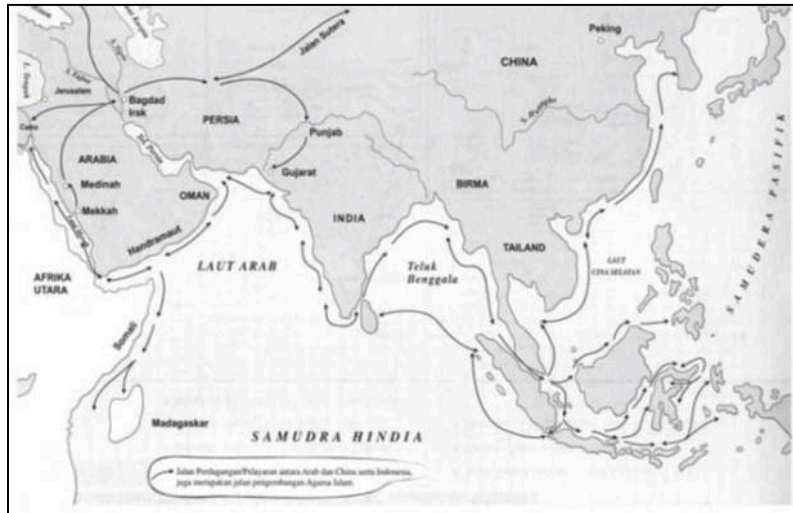 Peking
Jalan Sutera
CHINA
Jerusalem
Bagdad
Irak
Cairo
PERSIA
Punjab
ARABIA
Gujarat
Medinah
OMAN
BIRMA
Mekkah
INDIA
Handramaut
TAILAND
LAUT ARAB
Teluk
Benggala
LAUT
CINA SELATAN
SAMUDERA PASIFIK
AFRIKA
UTARA
Somali
Madagaskar
SAMUDRA HINDIA
Jalan Perdagangan/Pelayaran antara Arab dan China serta Indonesia,
juga merupakan jalan pengembangan Agama Islam.